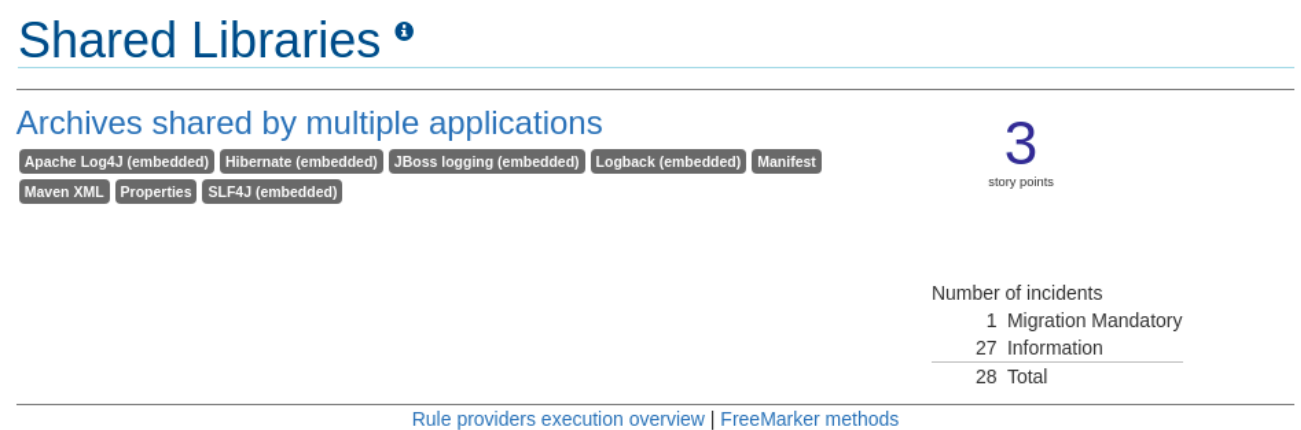 Shared Libraries
Archives shared by multiple applications
Apache Log4J (embedded) Hibernate (embedded) JBoss logging (embedded) Logback (embedded) Manifest
Maven XML Properties SLF4J (embedded)
3
story points
Number of incidents
1 Migration Mandatory
27 Information
28 Total
Rule providers execution overview | FreeMarker methods